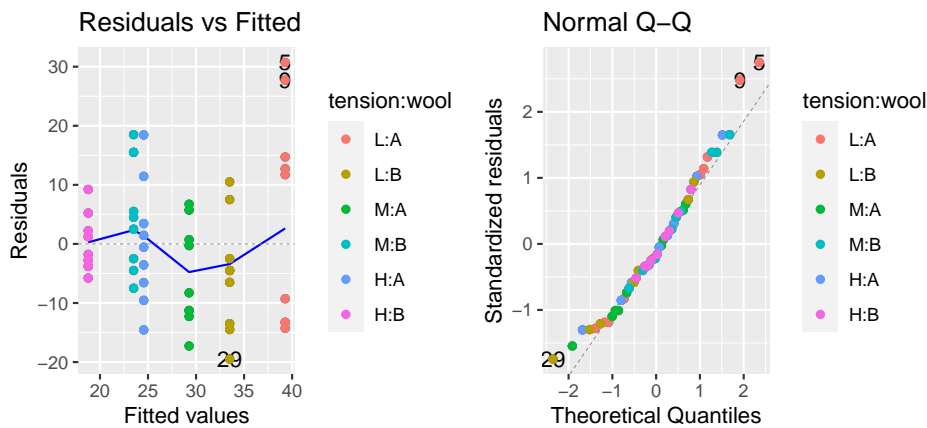 Residuals vs Fitted
Residuals
30
20
10
0
−10
−20
5
9
29
20
25
30
35
40
Fitted values
tension:wool
L:A
L:B
M:A
M:B
H:A
H:B
Normal Q−Q
Standardized residuals
2
1
0
−1
5
9
29
−2
−1
0
1
2
Theoretical Quantiles
tension:wool
L:A
L:B
M:A
M:B
H:A
H:B